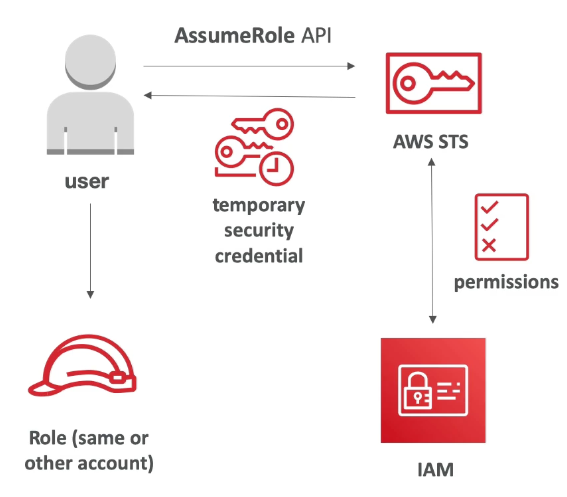 AssumeRole API
AWS STS
user
temporary
security
credential
permissions
Role (same or
other account)
IAM